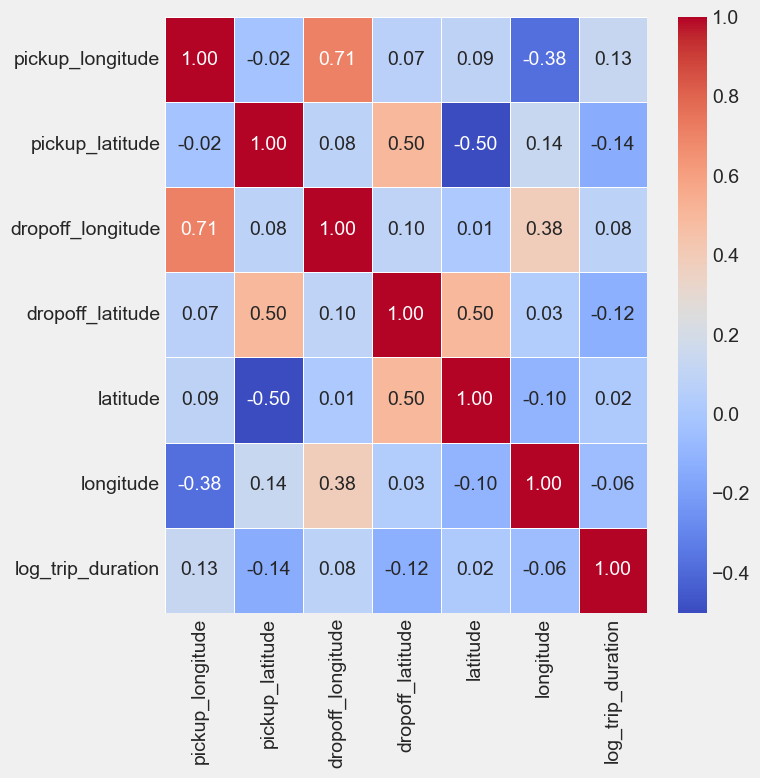 pickup_longitude 1.00 -0.02 0.71 0.07 0.09 -0.38 0.13
pickup_latitude -0.02 1.00 0.08 0.50 -0.50 0.14 -0.14
dropoff_longitude 0.71 0.08 1.00 0.10 0.01 0.38 0.08
dropoff_latitude 0.07 0.50 0.10 1.00 0.50 0.03 -0.12
latitude 0.09 -0.50 0.01 0.50 1.00 -0.10 0.02
longitude -0.38 0.14 0.38 0.03 -0.10 1.00 -0.06
log_trip_duration 0.13 -0.14 0.08 -0.12 0.02 -0.06 1.00
pickup_longitude
pickup_latitude
dropoff_longitude
dropoff_latitude
latitude
longitude
log_trip_duration
1.0
0.8
0.6
0.4
0.2
0.0
−0.2
−0.4